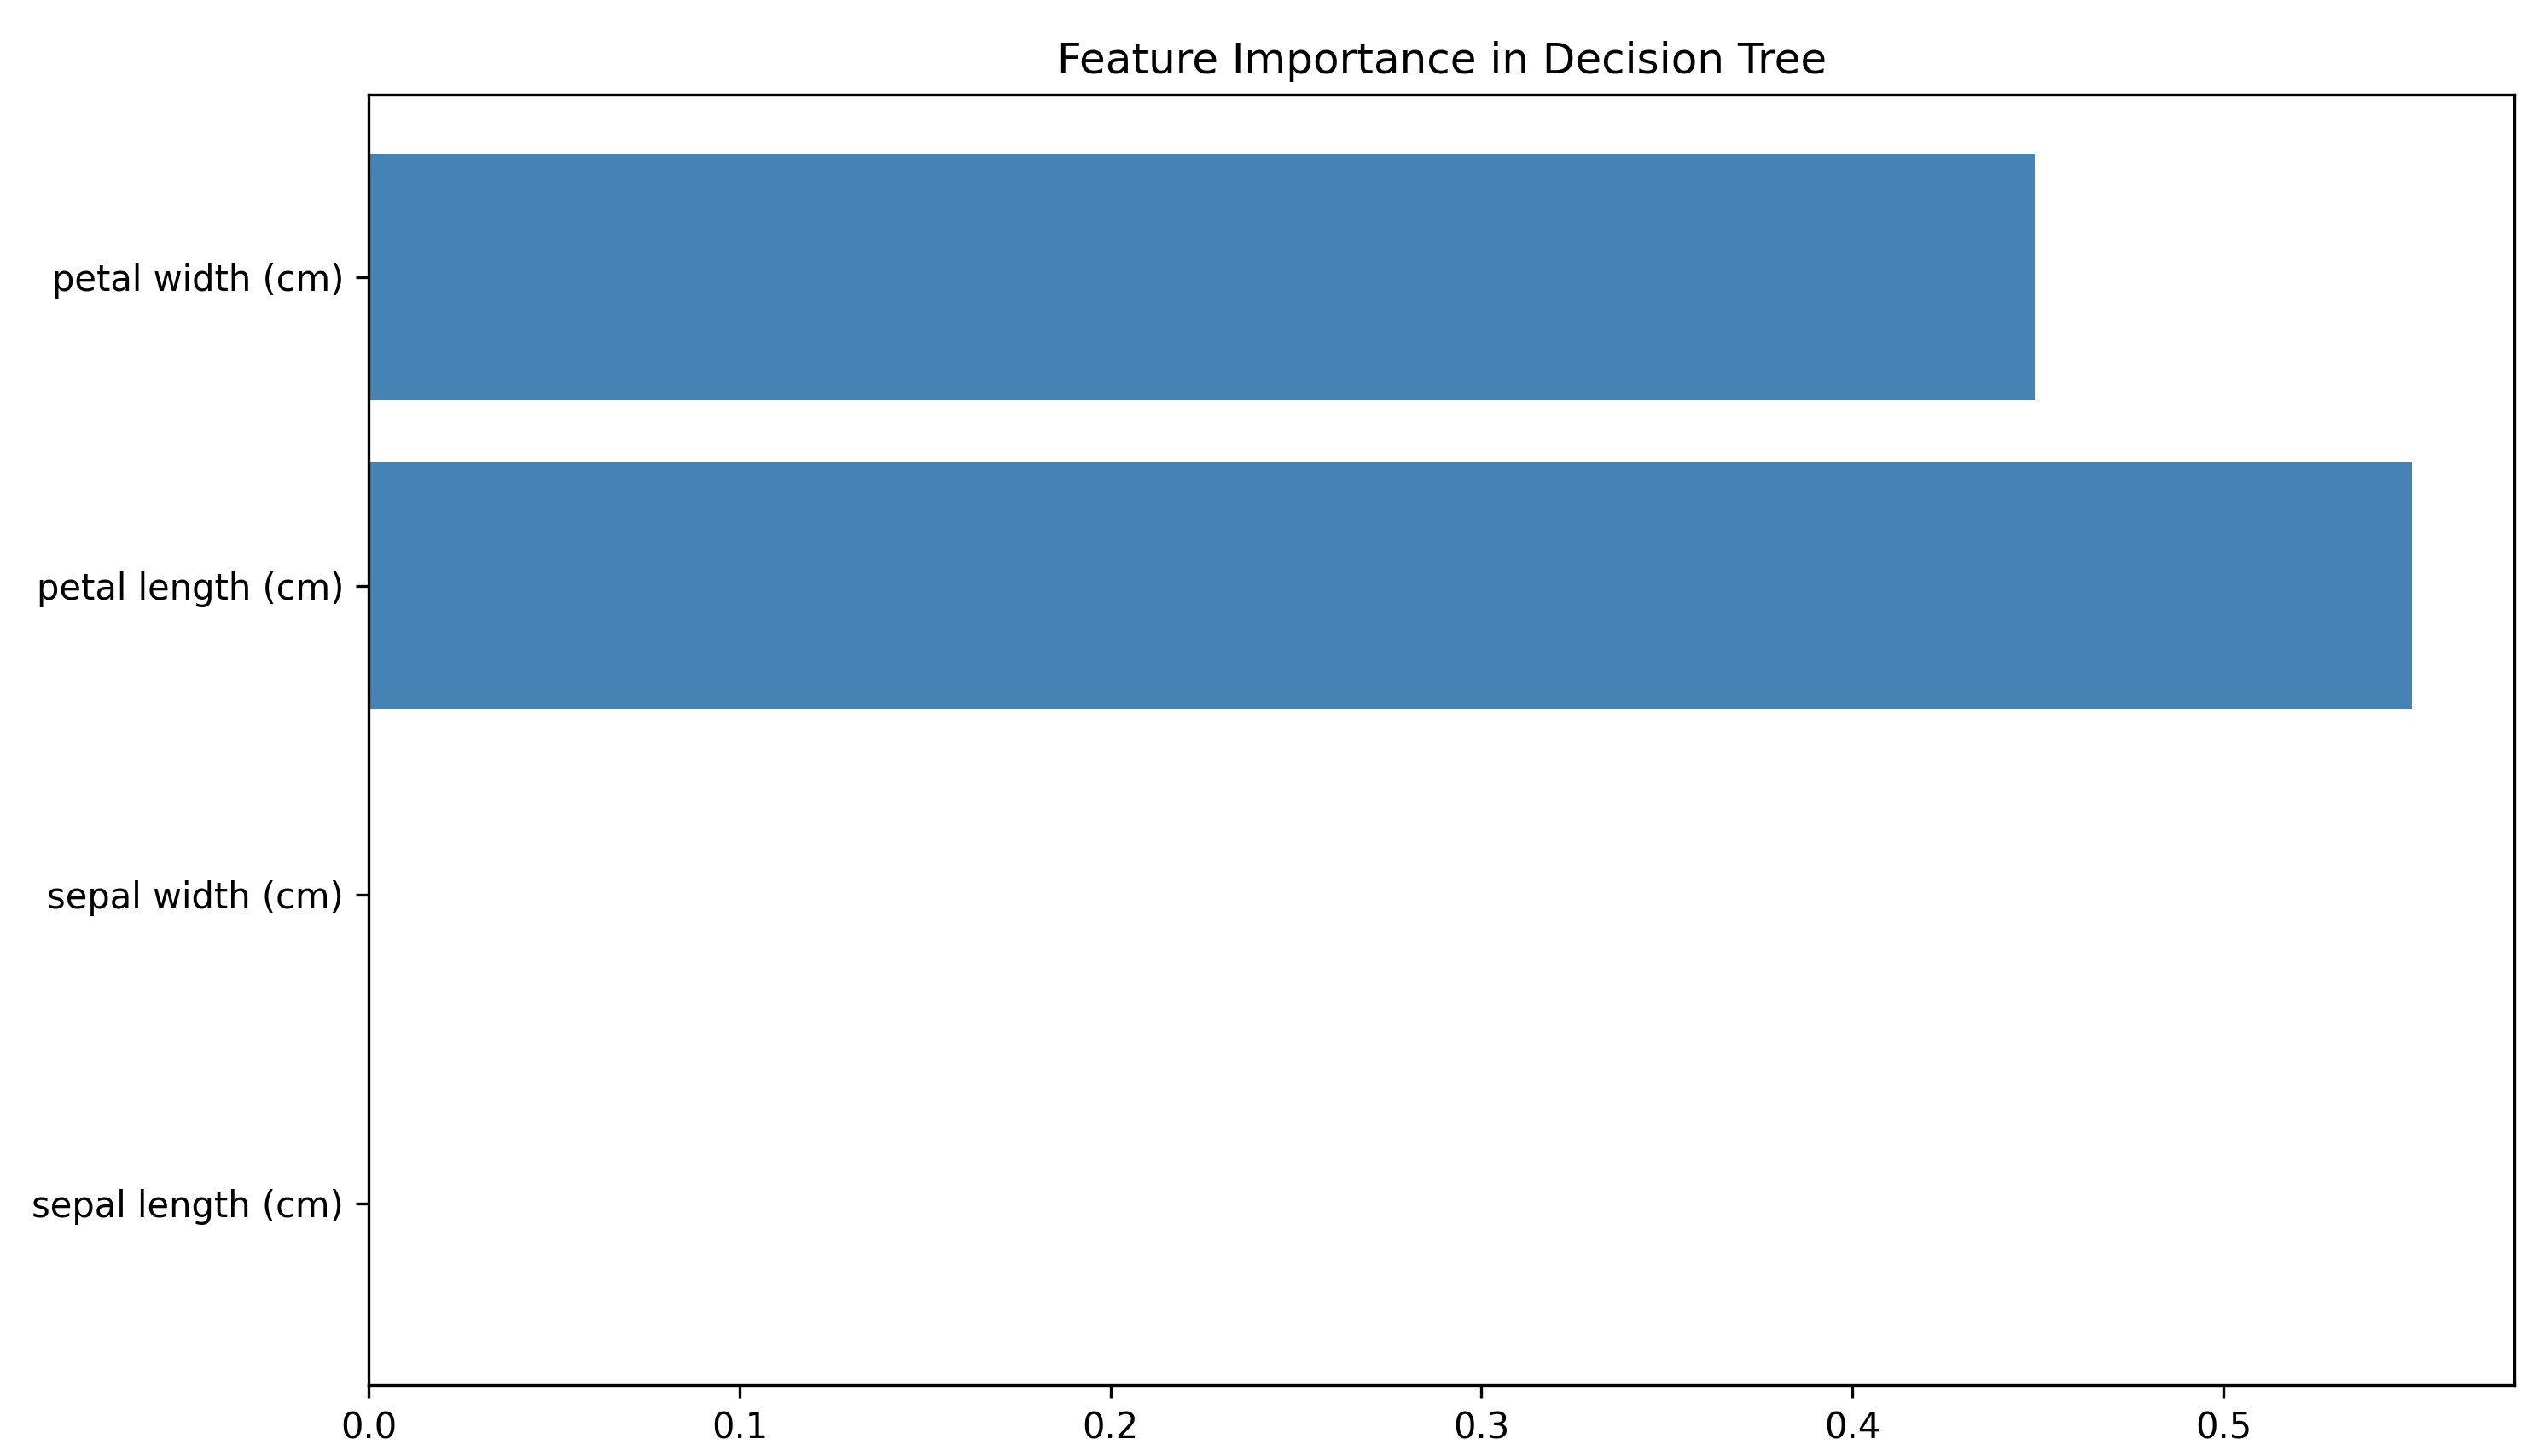 Feature Importance in Decision Tree
petal width (cm)
petal length (cm)
sepal width (cm)
sepal length (cm)
0.0 0.1 0.2 0.3 0.4 0.5